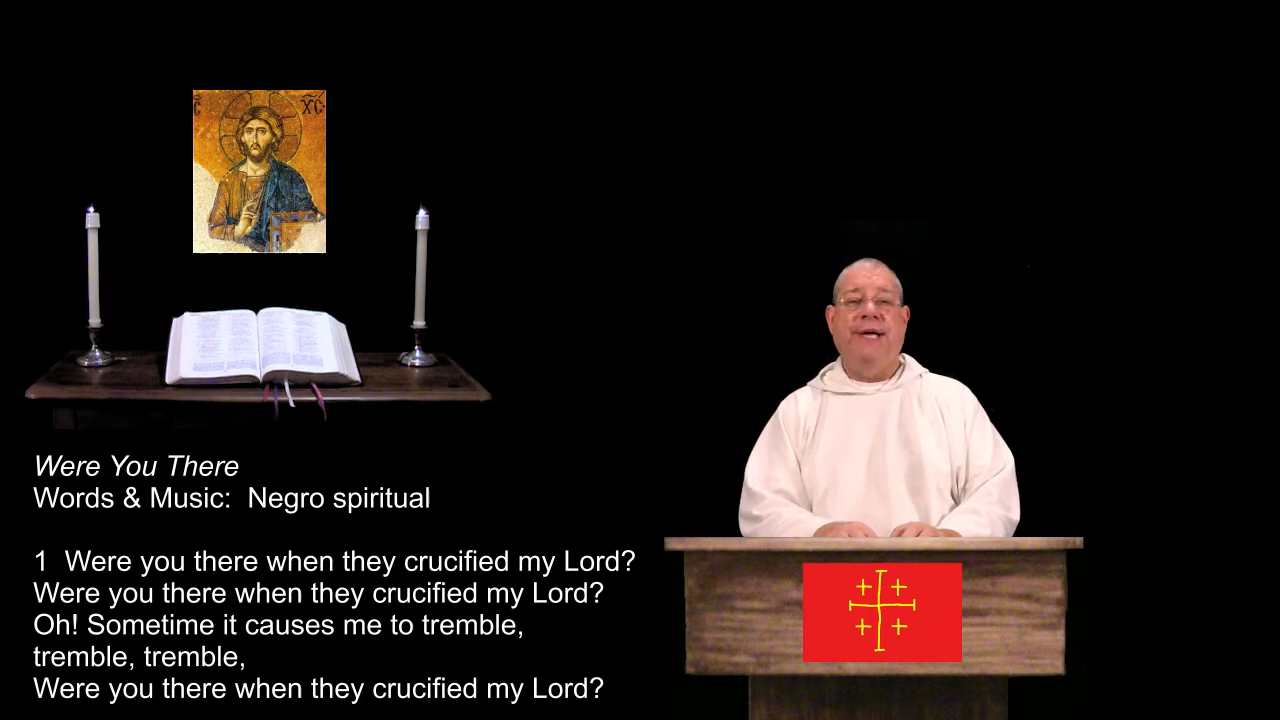 Were You There
Words & Music:  Negro spiritual
1  Were you there when they crucified my Lord?
Were you there when they crucified my Lord?
Oh! Sometime it causes me to tremble,
tremble, tremble,
Were you there when they crucified my Lord?